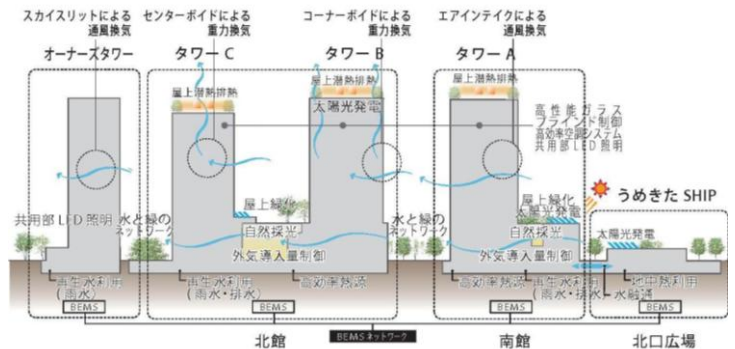 スカイスリットによる
通風換気
センターボイドによる
重力換気
コーナーボイドによる
重力換気
エアインテイクによる
通風換気
オーナーズタワー
タワー C
タワー B
タワー A
屋上潜熱排熱
屋上潜熱排熱
太陽光発電
屋上潜熱排熱
高性能ガラス
ブラインド制御
高効率空調システム
共用部LED照明
うめきた SHIP
共用部LED照明
水と緑の
ネットワーク
屋上緑化
自然採光
外気導入量制御
水と緑の
ネットワーク
屋上緑化
太陽光発電
自然採光
外気導入量制御
太陽光発電
再生水利用
(雨水)
再生水利用
(雨水・排水)
高効率熱源
高効率熱源
再生水利用
(雨水・排水)
水融通
地中熱利用
BEMS
BEMS
BEMS
BEMS
北館
BEMSネットワーク
南館
北口広場